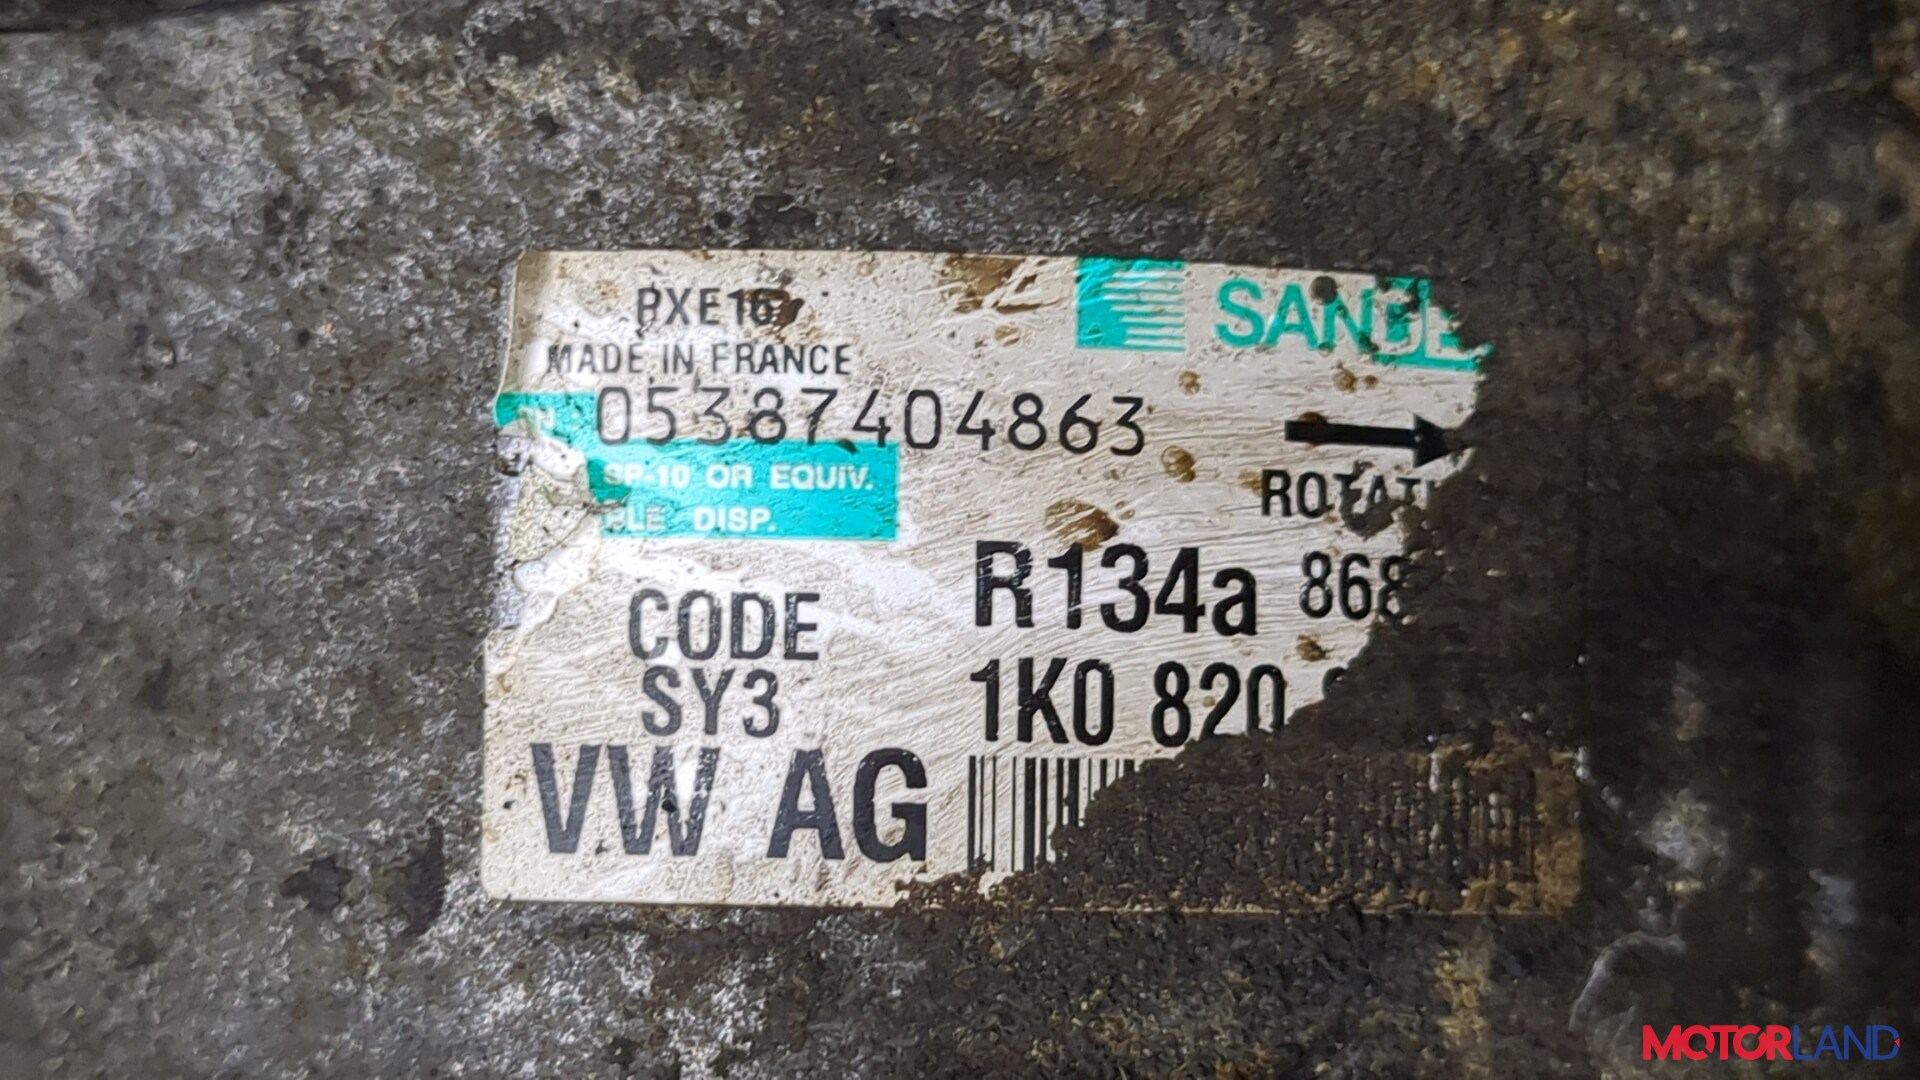 PXE16
SANDE
MADE IN FRANCE
05387404863
SP-10 OR EQUIV.
DISP.
R134a 868
CODE
SY3
1K0 820
VW AG
MOTORLAND